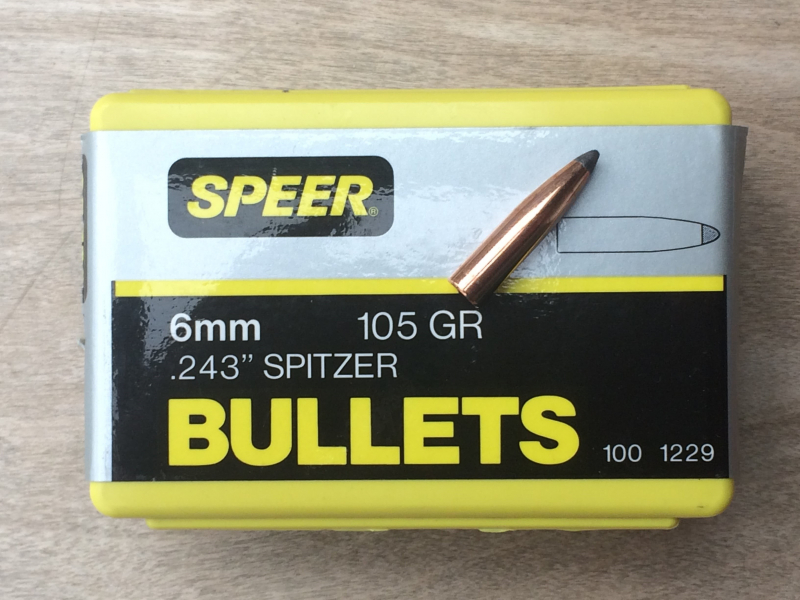 SPEER®
6mm 105 GR
.243” SPITZER
BULLETS
100 1229